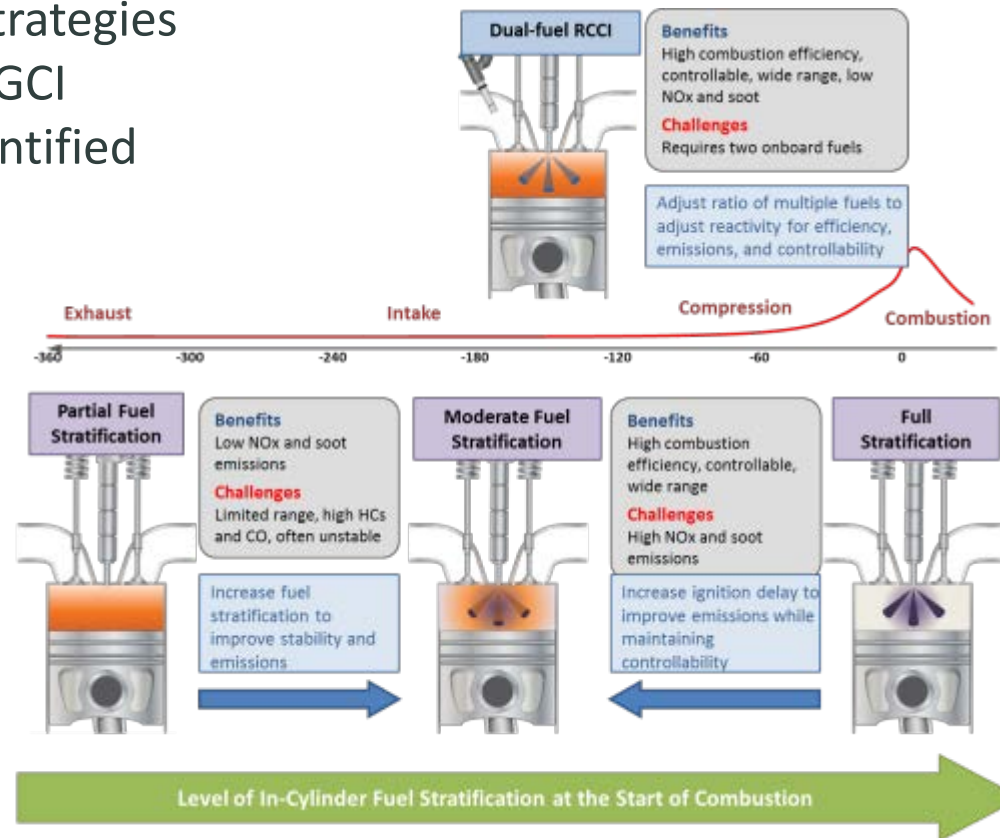 trategies
GCI
ntified
Dual-fuel RCCI
Benefits
High combustion efficiency,
controllable, wide range, low
NOx and soot
Challenges
Requires two onboard fuels
Adjust ratio of multiple fuels to
adjust reactivity for efficiency,
emissions, and controllability
Exhaust
Intake
Compression
Combustion
-360
-300
-240
-180
-120
-60
0
Partial Fuel
Stratification
Benefits
Low NOx and soot
emissions
Challenges
Limited range, high HCs
and CO, often unstable
Increase fuel
stratification to
improve stability and
emissions
Moderate Fuel
Stratification
Benefits
High combustion
efficiency, controllable,
wide range
Challenges
High NOx and soot
emissions
Increase ignition delay to
improve emissions while
maintaining
controllability
Full
Stratification
Level of In-Cylinder Fuel Stratification at the Start of Combustion